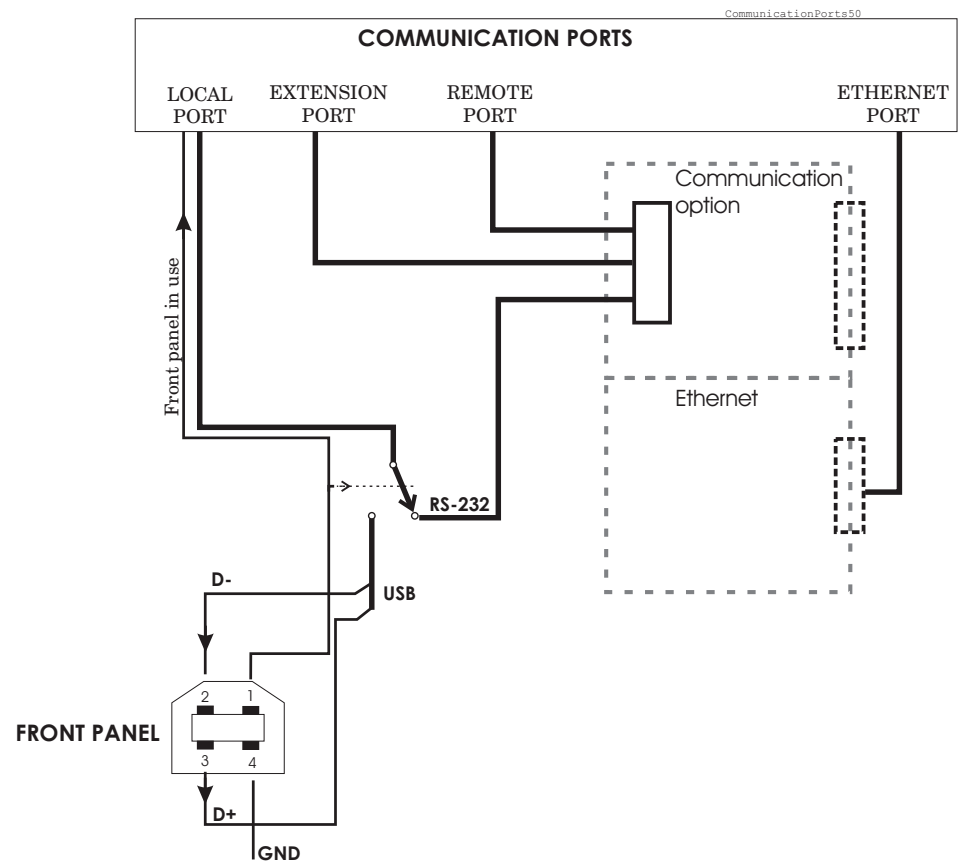 CommunicationPorts50
COMMUNICATION PORTS
LOCAL
PORT
EXTENSION
PORT
REMOTE
PORT
ETHERNET
PORT
Communication
option
Front panel in use
Ethernet
RS-232
D-
USB
2
1
FRONT PANEL
3
4
D+
GND